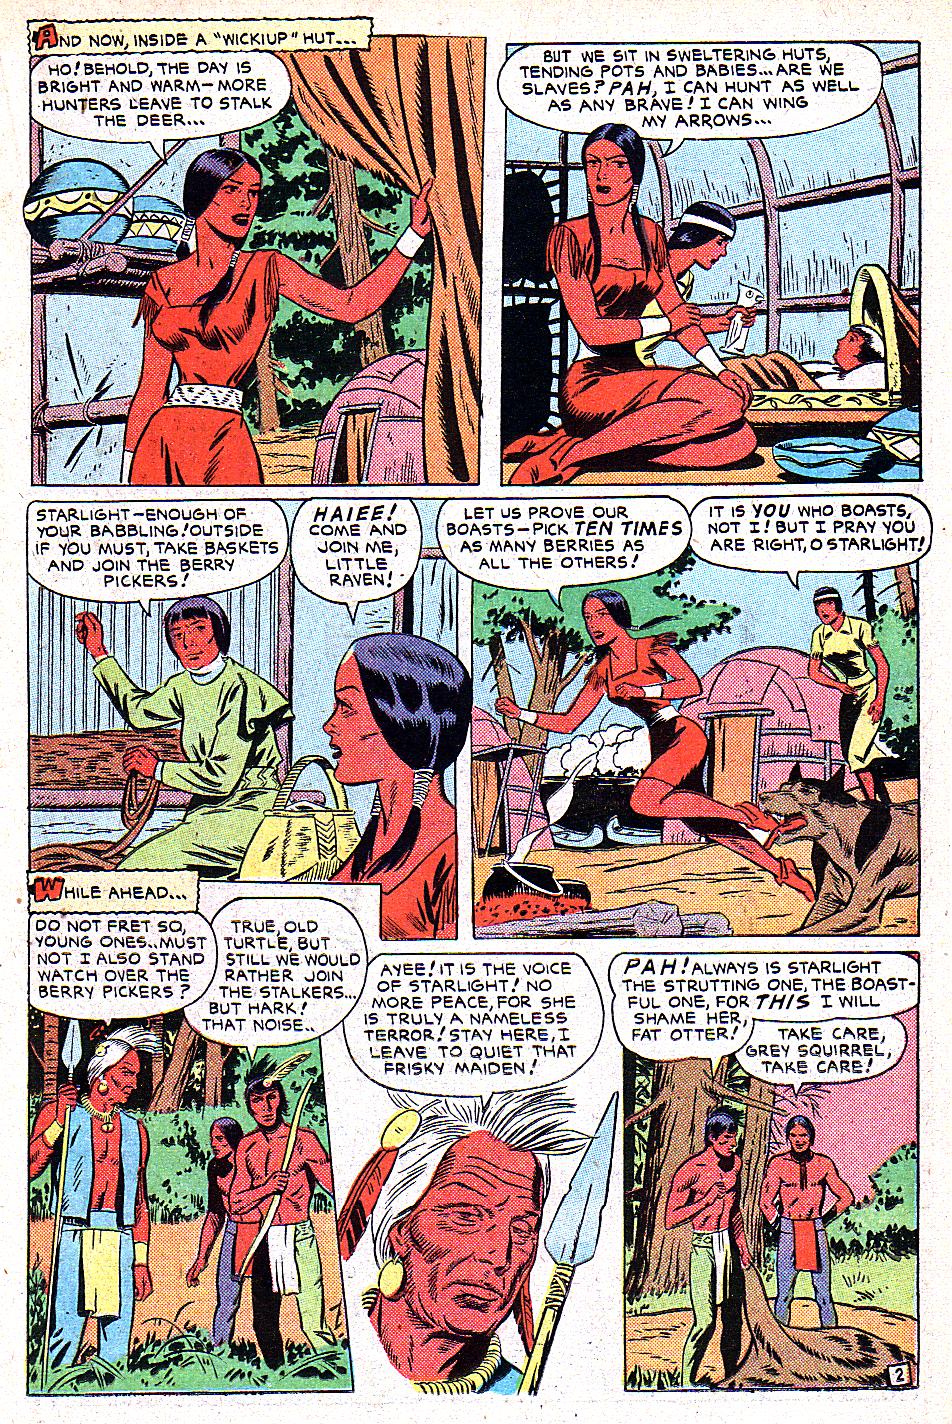 AND NOW, INSIDE A "WICKIUP" HUT...
HO! BEHOLD, THE DAY IS
BRIGHT AND WARM—MORE
HUNTERS LEAVE TO STALK
THE DEER...
BUT WE SIT IN SWELTERING HUTS,
TENDING POTS AND BABIES... ARE WE
SLAVES? PAH, I CAN HUNT AS WELL
AS ANY BRAVE! I CAN WING
MY ARROWS...
STARLIGHT—ENOUGH OF
YOUR BABBLING! OUTSIDE
IF YOU MUST, TAKE BASKETS
AND JOIN THE BERRY
PICKERS!
HAIEE!
COME AND
JOIN ME,
LITTLE
RAVEN!
LET US PROVE OUR
BOASTS—PICK TEN TIMES
AS MANY BERRIES AS
ALL THE OTHERS!
IT IS YOU WHO BOASTS,
NOT I! BUT I PRAY YOU
ARE RIGHT, O STARLIGHT!
WHILE AHEAD...
DO NOT FRET SO,
YOUNG ONES.. MUST
NOT I ALSO STAND
WATCH OVER THE
BERRY PICKERS?
TRUE, OLD
TURTLE, BUT
STILL WE WOULD
RATHER JOIN
THE STALKERS...
BUT HARK!
THAT NOISE..
AYEE! IT IS THE VOICE
OF STARLIGHT! NO
MORE PEACE, FOR SHE
IS TRULY A NAMELESS
TERROR! STAY HERE, I
LEAVE TO QUIET THAT
FRISKY MAIDEN!
PAH! ALWAYS IS STARLIGHT
THE STRUTTING ONE, THE BOAST-
FUL ONE, FOR THIS I WILL
SHAME HER,
FAT OTTER!
TAKE CARE,
GREY SQUIRREL,
TAKE CARE!
2